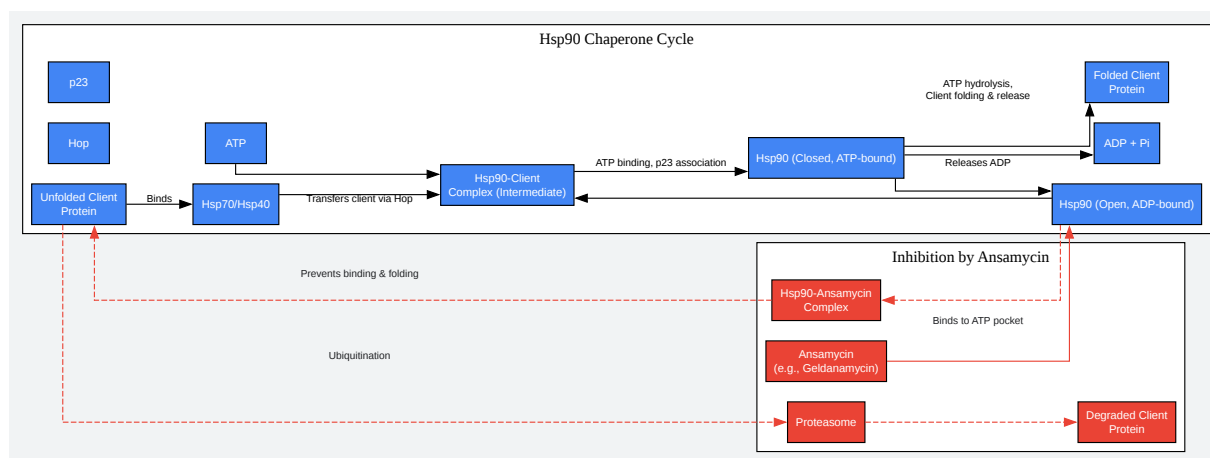 Hsp90 Chaperone Cycle
p23
ATP hydrolysis,
Client folding & release
Folded Client
Protein
Hop
ATP
ATP binding, p23 association
Hsp90 (Closed, ATP-bound)
Releases ADP
ADP + Pi
Hsp90-Client
Complex (Intermediate)
Unfolded Client
Protein
Binds
Hsp70/Hsp40
Transfers client via Hop
Hsp90 (Open, ADP-bound)
Inhibition by Ansamycin
Prevents binding & folding
Hsp90-Ansamycin
Complex
Binds to ATP pocket
Ubiquitination
Ansamycin
(e.g., Geldanamycin)
Proteasome
Degraded Client
Protein